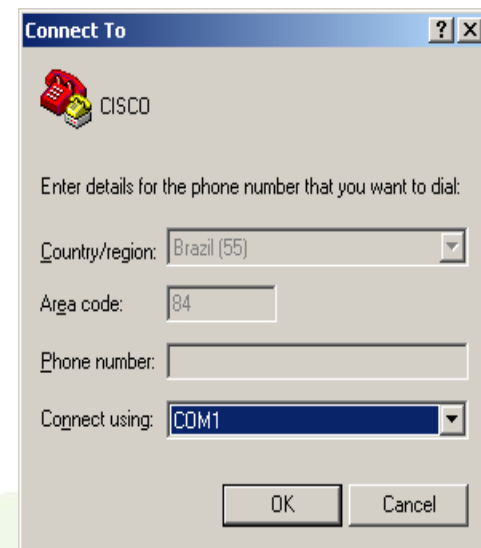 Connect To
CISCO
Enter details for the phone number that you want to dial:
Country/region: Brazil (55)
Area code: 84
Phone number:
Connect using: COM1
OK Cancel